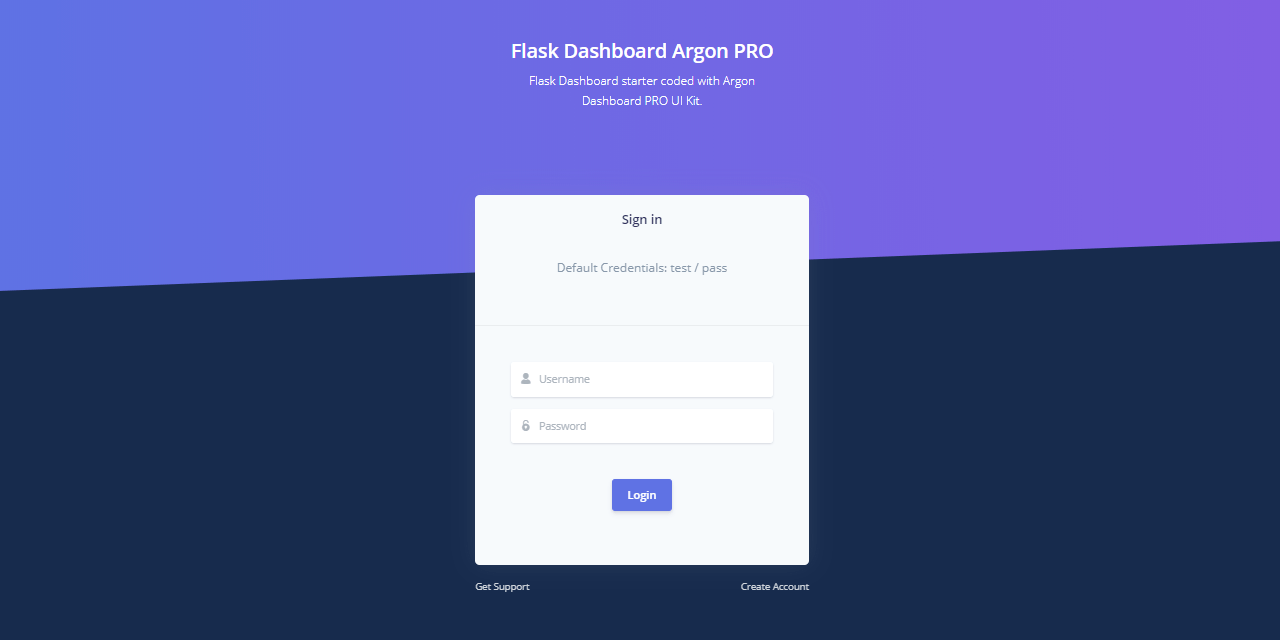 Flask Dashboard Argon PRO
Flask Dashboard starter coded with Argon
Dashboard PRO UI Kit.
Sign in
Default Credentials: test / pass
Username
Password
Login
Get Support
Create Account